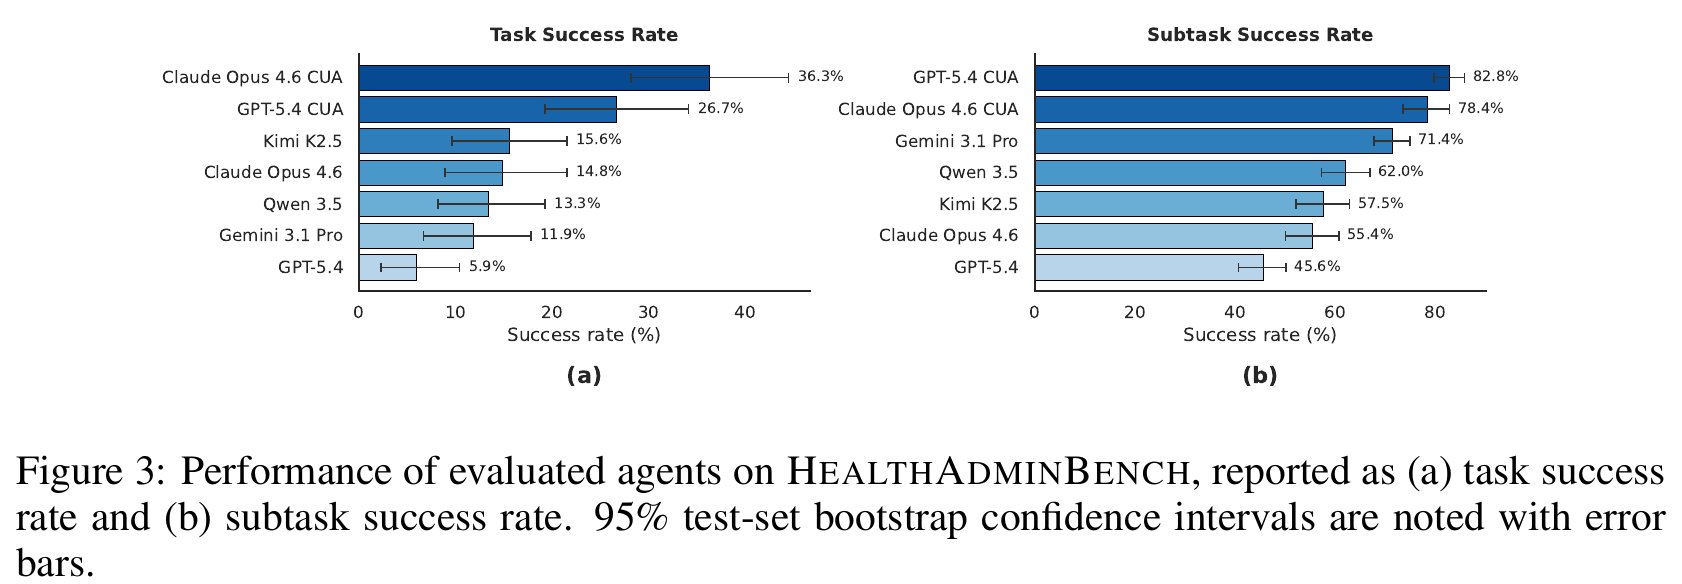 Task Success Rate
Claude Opus 4.6 CUA 36.3%
GPT-5.4 CUA 26.7%
Kimi K2.5 15.6%
Claude Opus 4.6 14.8%
Qwen 3.5 13.3%
Gemini 3.1 Pro 11.9%
GPT-5.4 5.9%
0 10 20 30 40
Success rate (%)
(a)
Subtask Success Rate
GPT-5.4 CUA 82.8%
Claude Opus 4.6 CUA 78.4%
Gemini 3.1 Pro 71.4%
Qwen 3.5 62.0%
Kimi K2.5 57.5%
Claude Opus 4.6 55.4%
GPT-5.4 45.6%
0 20 40 60 80
Success rate (%)
(b)
Figure 3: Performance of evaluated agents on HEALTHADMINBENCH, reported as (a) task success
rate and (b) subtask success rate. 95% test-set bootstrap confidence intervals are noted with error
bars.